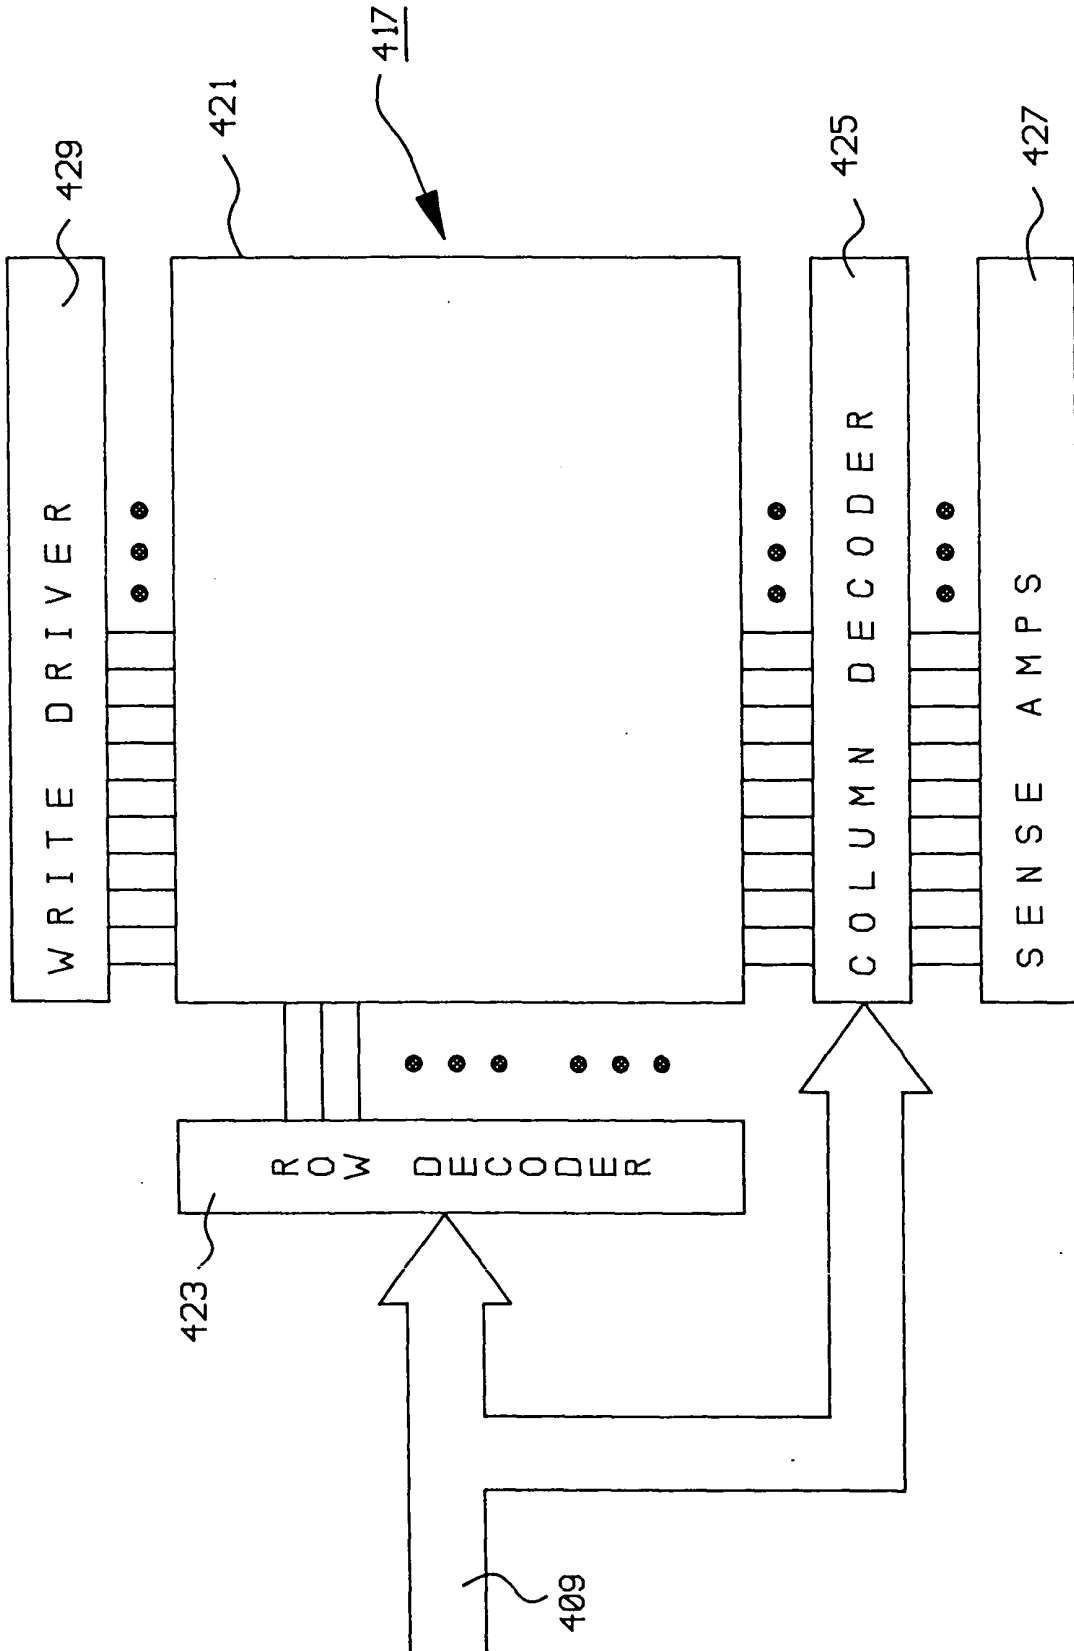 WRITE DRIVER
429
421
417
ROW DECODER
423
COLUMN DECODER
425
SENSE AMPS
427
409